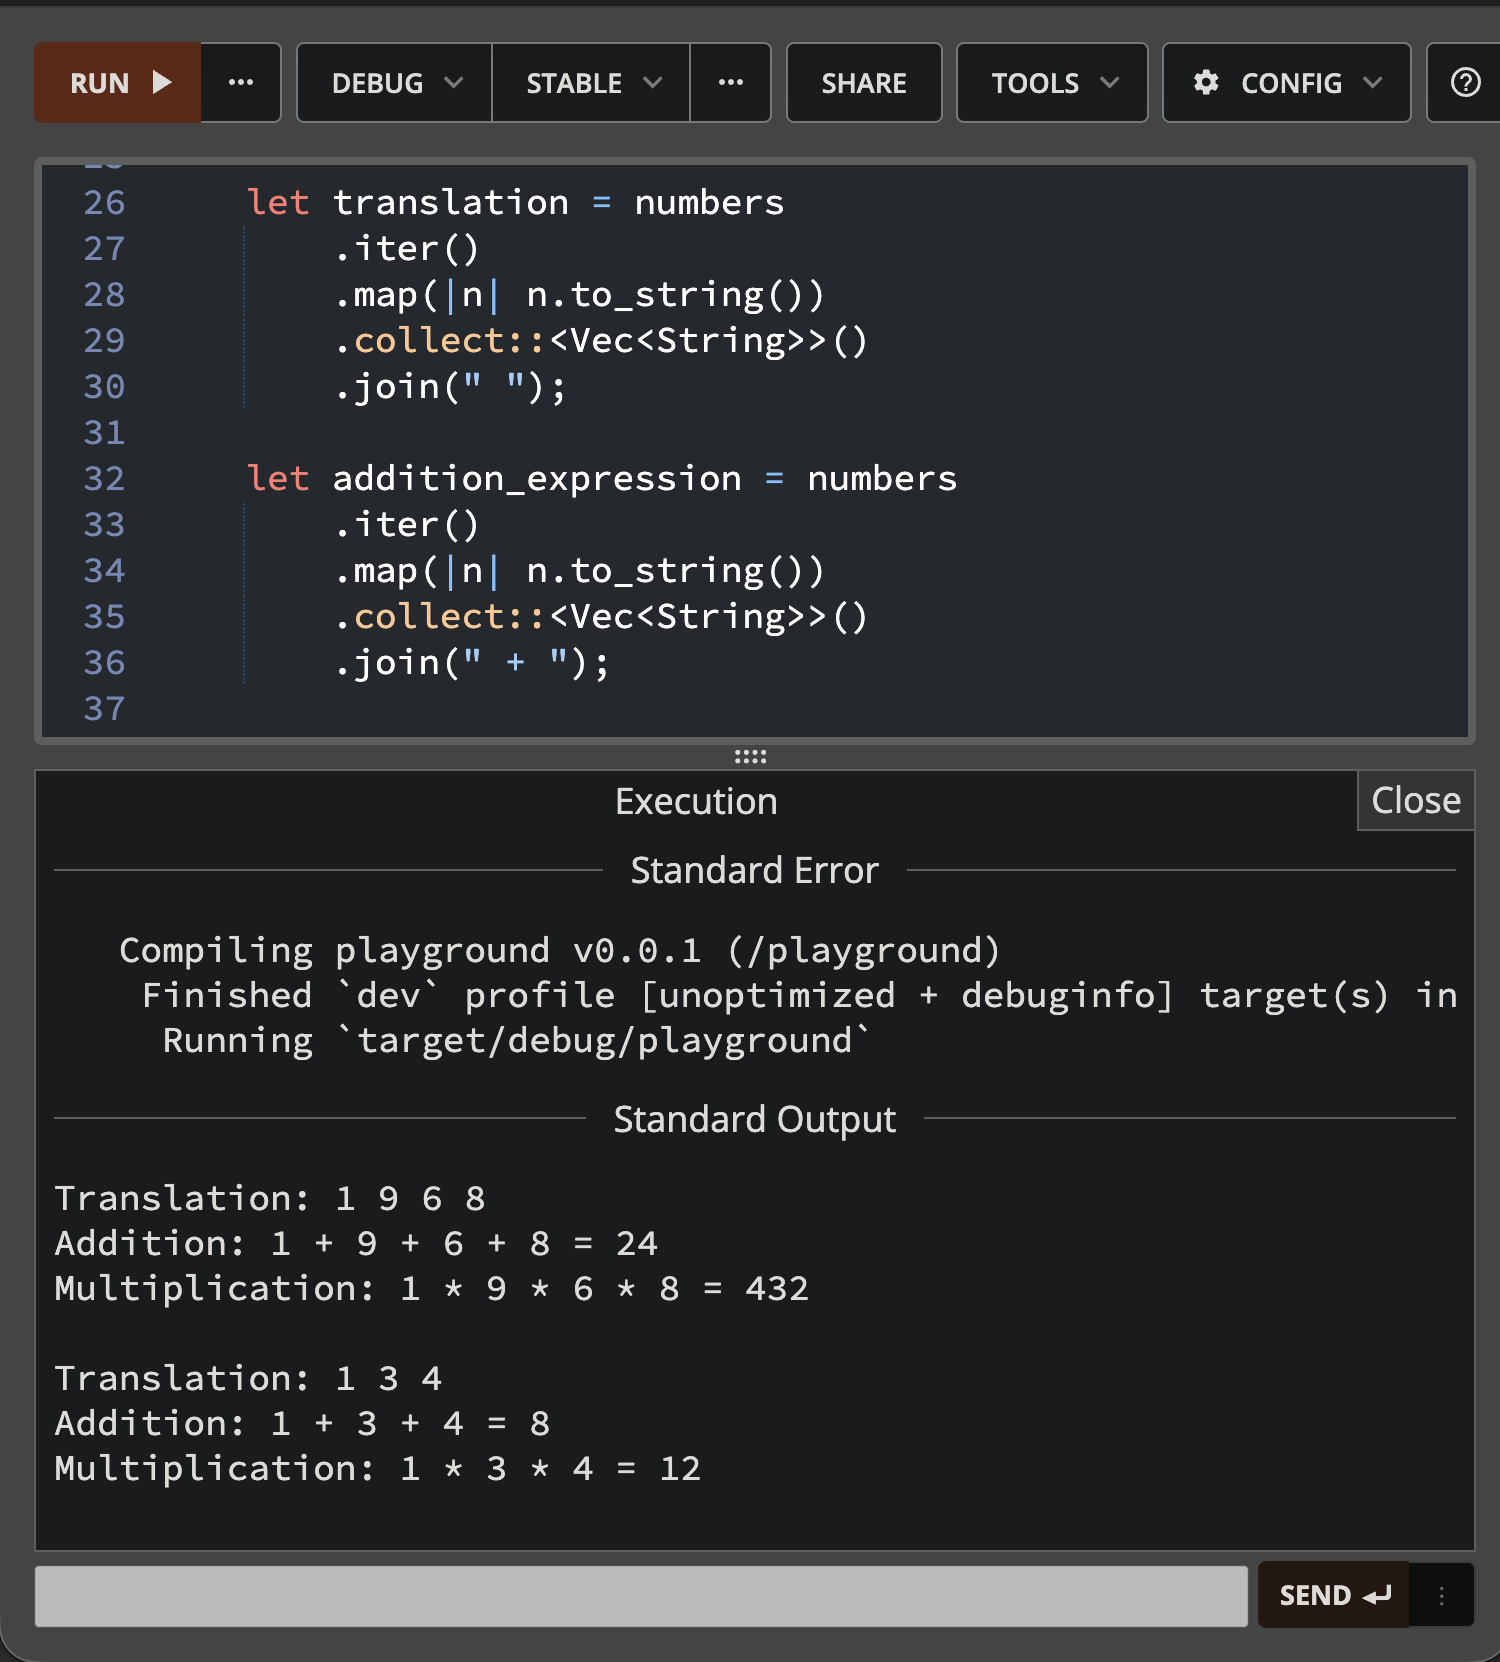 RUN ▶ ··· DEBUG STABLE ··· SHARE TOOLS CONFIG ?
26     let translation = numbers
27         .iter()
28         .map(|n| n.to_string())
29         .collect::<Vec<String>>()
30         .join(" ");
31
32     let addition_expression = numbers
33         .iter()
34         .map(|n| n.to_string())
35         .collect::<Vec<String>>()
36         .join(" + ");
37
Execution Close
Standard Error
   Compiling playground v0.0.1 (/playground)
    Finished `dev` profile [unoptimized + debuginfo] target(s) in
     Running `target/debug/playground`
Standard Output
Translation: 1 9 6 8
Addition: 1 + 9 + 6 + 8 = 24
Multiplication: 1 * 9 * 6 * 8 = 432
Translation: 1 3 4
Addition: 1 + 3 + 4 = 8
Multiplication: 1 * 3 * 4 = 12
SEND